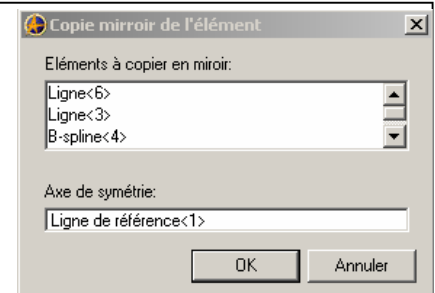 Copie mirroir de l'élément
Eléments à copier en miroir:
Ligne<6>
Ligne<3>
B-spline<4>
Axe de symétrie:
Ligne de référence<1>
OK
Annuler